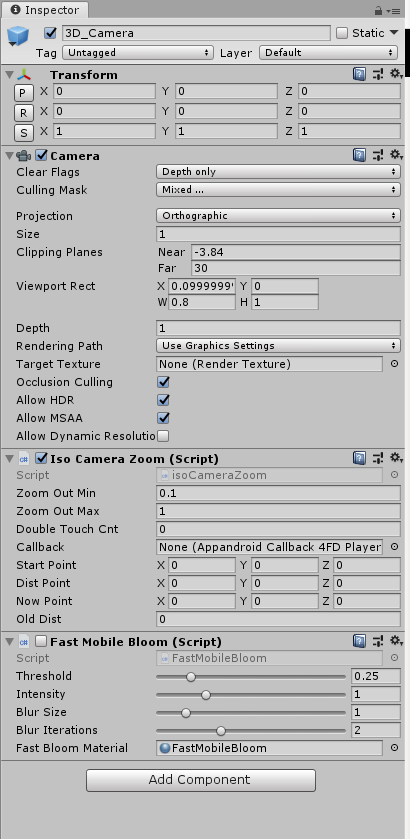 Inspector
3D_Camera Static
Tag Untagged Layer Default
Transform
P X 0 Y 0 Z 0
R X 0 Y 0 Z 0
S X 1 Y 1 Z 1
Camera
Clear Flags Depth only
Culling Mask Mixed ...
Projection Orthographic
Size 1
Clipping Planes Near -3.84
Far 30
Viewport Rect X 0.0999999 Y 0
W 0.8 H 1
Depth 1
Rendering Path Use Graphics Settings
Target Texture None (Render Texture)
Occlusion Culling
Allow HDR
Allow MSAA
Allow Dynamic Resolutio
Iso Camera Zoom (Script)
Script isoCameraZoom
Zoom Out Min 0.1
Zoom Out Max 1
Double Touch Cnt 0
Callback None (Appandroid Callback 4FD Player
Start Point X 0 Y 0 Z 0
Dist Point X 0 Y 0 Z 0
Now Point X 0 Y 0 Z 0
Old Dist 0
Fast Mobile Bloom (Script)
Script FastMobileBloom
Threshold 0.25
Intensity 1
Blur Size 1
Blur Iterations 2
Fast Bloom Material FastMobileBloom
Add Component